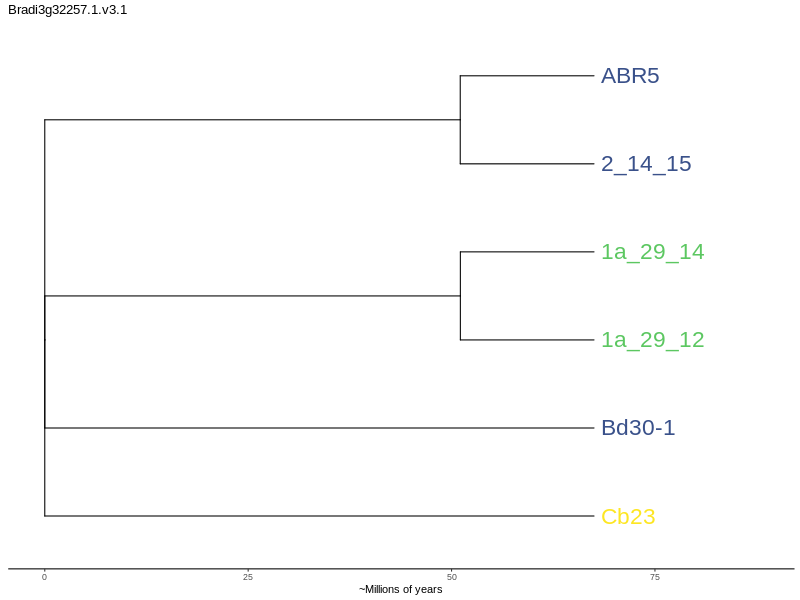 Bradi3g32257.1.v3.1
ABR5
2_14_15
1a_29_14
1a_29_12
Bd30-1
Cb23
0 25 50 75
~Millions of years